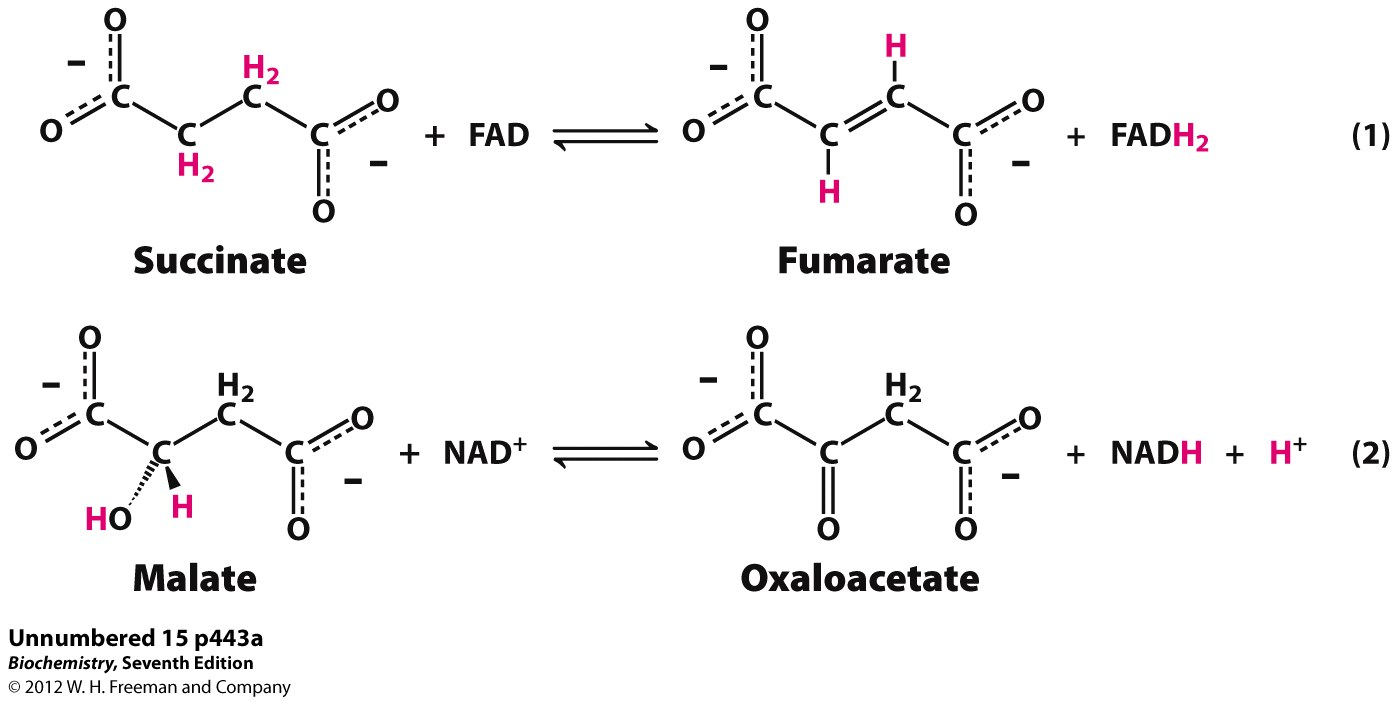 O O
− H₂ − H
C C O C C O
O C C + FAD ⇌ O C C + FADH₂ (1)
H₂ − H −
O O
Succinate Fumarate
O O
− H₂ − H₂
C C O C C O
O C C + NAD⁺ ⇌ O C C + NADH + H⁺ (2)
HO H − O −
O O
Malate Oxaloacetate
Unnumbered 15 p443a
Biochemistry, Seventh Edition
© 2012 W. H. Freeman and Company